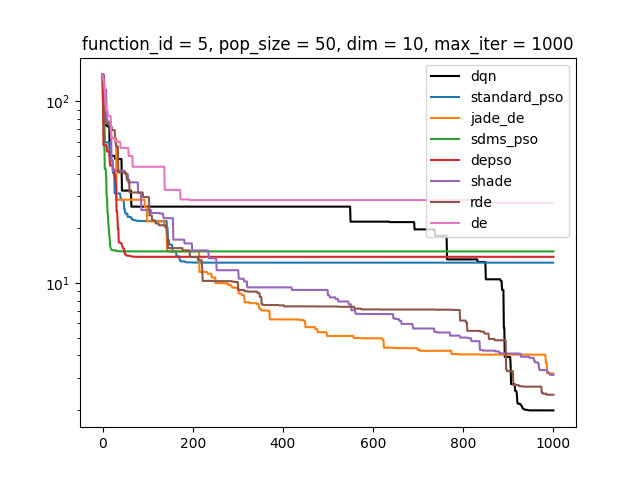 function_id = 5, pop_size = 50, dim = 10, max_iter = 1000
dqn
standard_pso
jade_de
sdms_pso
depso
shade
rde
de
10²
10¹
0
200
400
600
800
1000